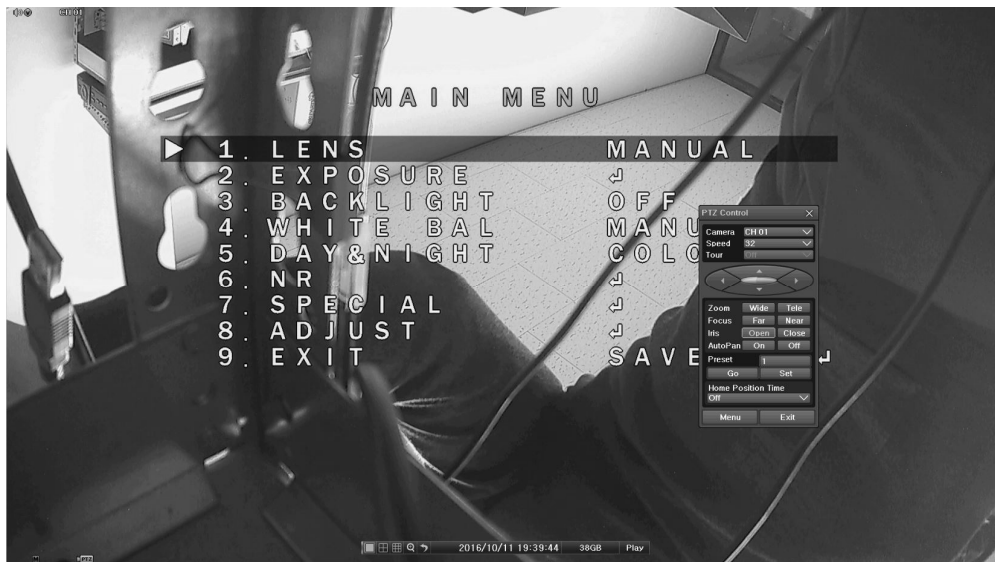 CH 01
MAIN MENU
1. LENS MANUAL
2. EXPOSURE
3. BACKLIGHT OFF
4. WHITE BAL MANU
5. DAY&NIGHT COLO
6. NR
7. SPECIAL
8. ADJUST
9. EXIT SAVE
PTZ Control
Camera CH 01
Speed 32
Tour Off
Zoom Wide Tele
Focus Far Near
Iris Open Close
AutoPan On Off
Preset 1
Go Set
Home Position Time
Off
Menu Exit
2016/10/11 19:39:44 38GB Play
PTZ